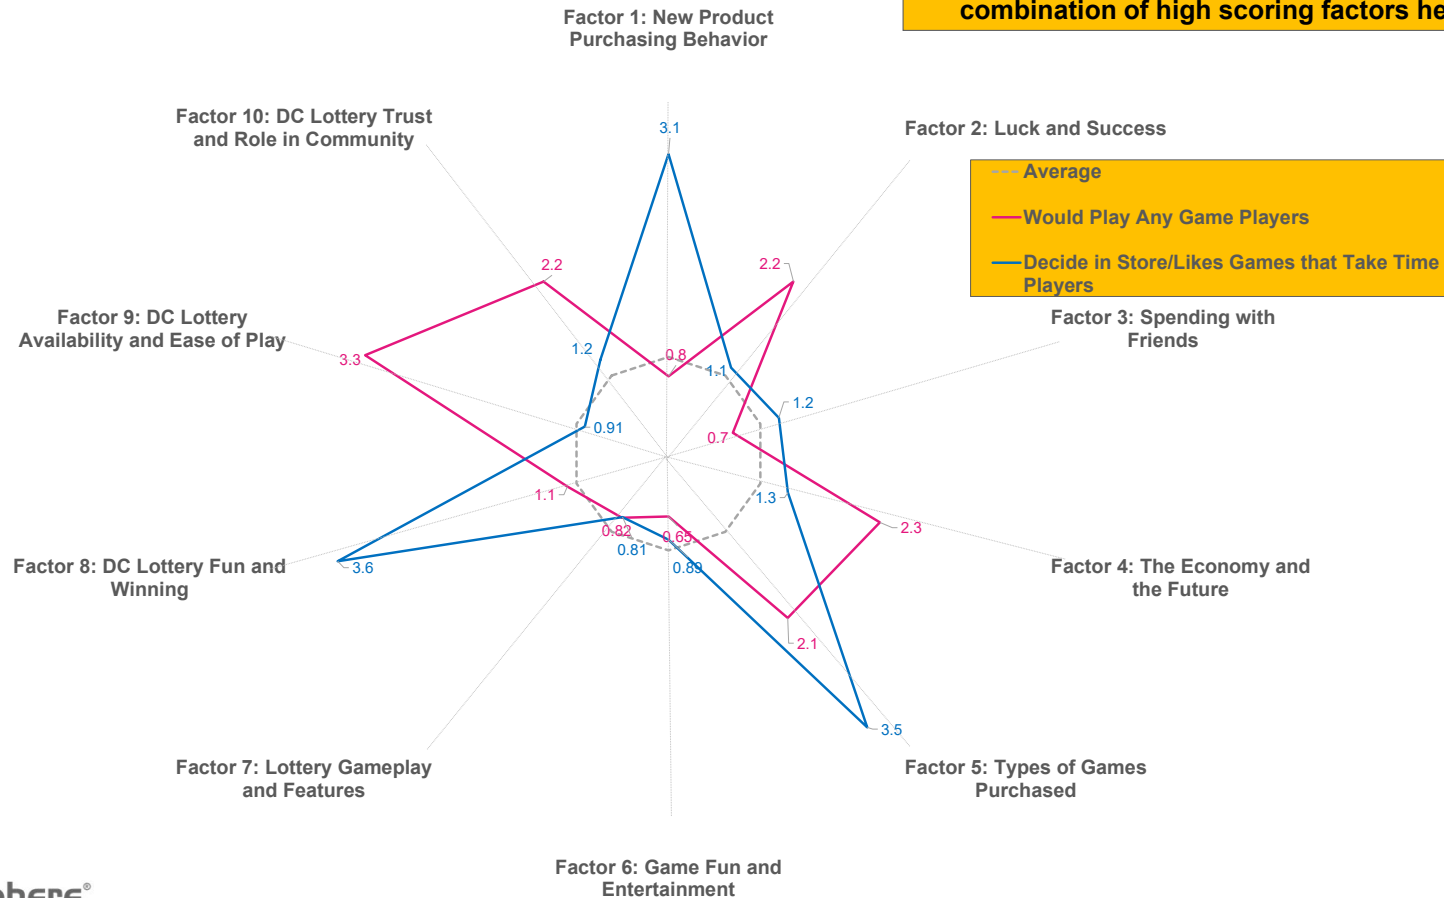 combination of high scoring factors
Factor 1: New Product
Purchasing Behavior
Factor 10: DC Lottery Trust
and Role in Community
Factor 2: Luck and Success
Average
Would Play Any Game Players
Decide in Store/Likes Games that Take Time
Players
Factor 9: DC Lottery
Availability and Ease of Play
Factor 3: Spending with
Friends
Factor 8: DC Lottery Fun and
Winning
Factor 4: The Economy and
the Future
Factor 7: Lottery Gameplay
and Features
Factor 5: Types of Games
Purchased
Factor 6: Game Fun and
Entertainment
3.1
2.2
2.2
1.2
0.8
1.1
3.3
1.2
0.91
0.7
1.1
1.3
2.3
3.6
0.82
0.65
0.81
0.89
2.1
3.5